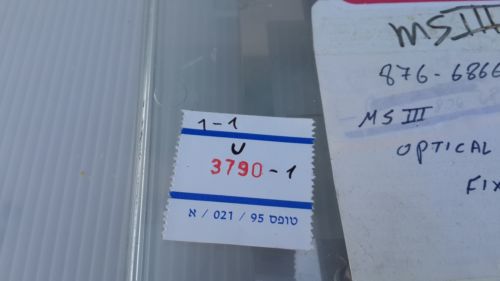 1-1
U
3790-1
טופס 95 / 021 / א
MS III
876-6866
MS III
OPTICAL
FIX